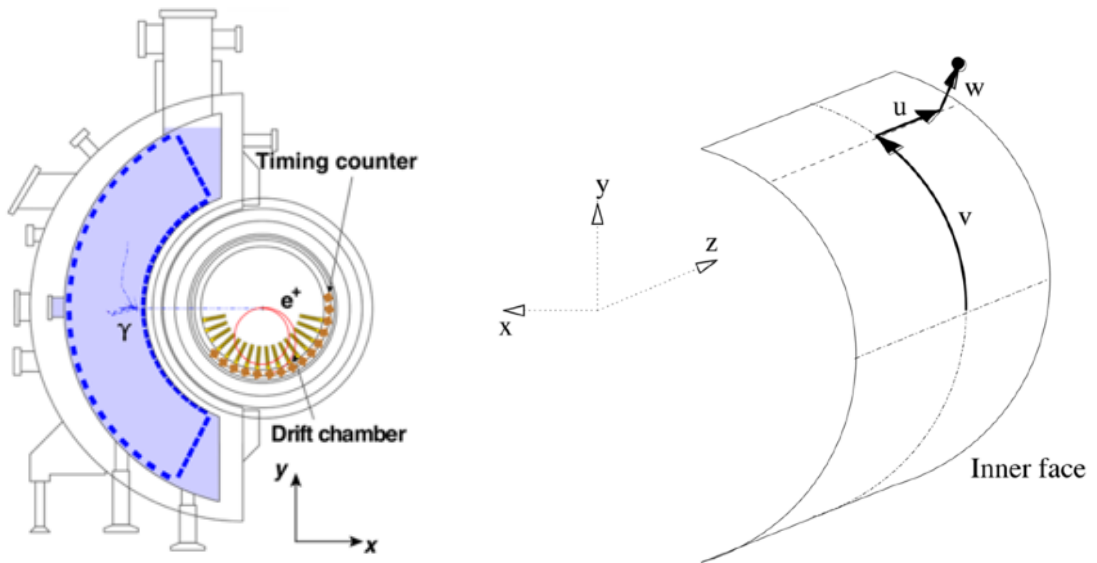 Timing counter
e+
γ
Drift chamber
y
x
w
u
y
v
z
x
Inner face